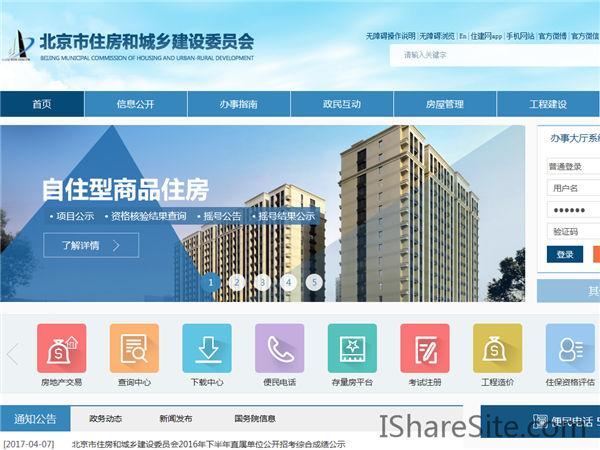 北京市住房和城乡建设委员会
BEIJING MUNICIPAL COMMISSION OF HOUSING AND URBAN-RURAL DEVELOPMENT
无障碍操作说明 | 无障碍浏览 | En | 住建网app | 手机网站 | 官方微博 | 官方微信
请输入关键字
首页 信息公开 办事指南 政民互动 房屋管理 工程建设
自住型商品住房
• 项目公示 • 资格核验结果查询 • 摇号公告 • 摇号结果公示
了解详情
1 2 3 4 5
办事大厅系统
普通登录
用户名
••••••
验证码
登录
其
房地产交易 查询中心 下载中心 便民电话 存量房平台 考试注册 工程造价 住保资格评估
通知公告 政务动态 新闻发布 国务院信息
便民电话 5
[2017-04-07] 北京市住房和城乡建设委员会2016年下半年直属单位公开招考综合成绩公示
IShareSite.com